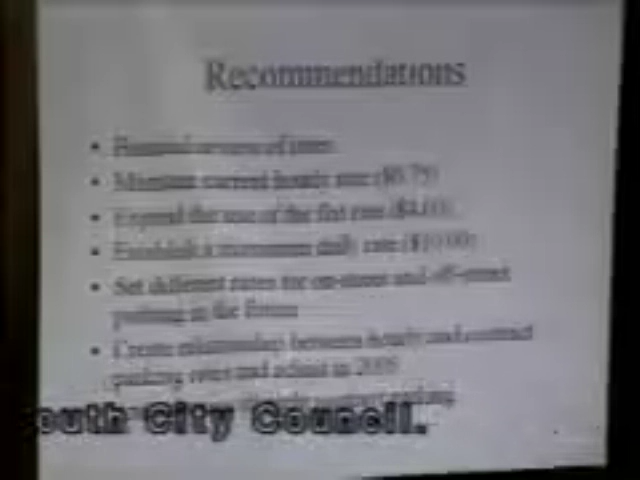 Recommendations
• Maintain current hourly rate ($0.75)
• Expand the use of the flat rate ($4.00)
• Establish a maximum daily rate ($10.00)
• Set different rates for on-street and off-street
parking in the future
• Create relationships between hourly and contract
parking rates and adjust in 2005
outh City Council.